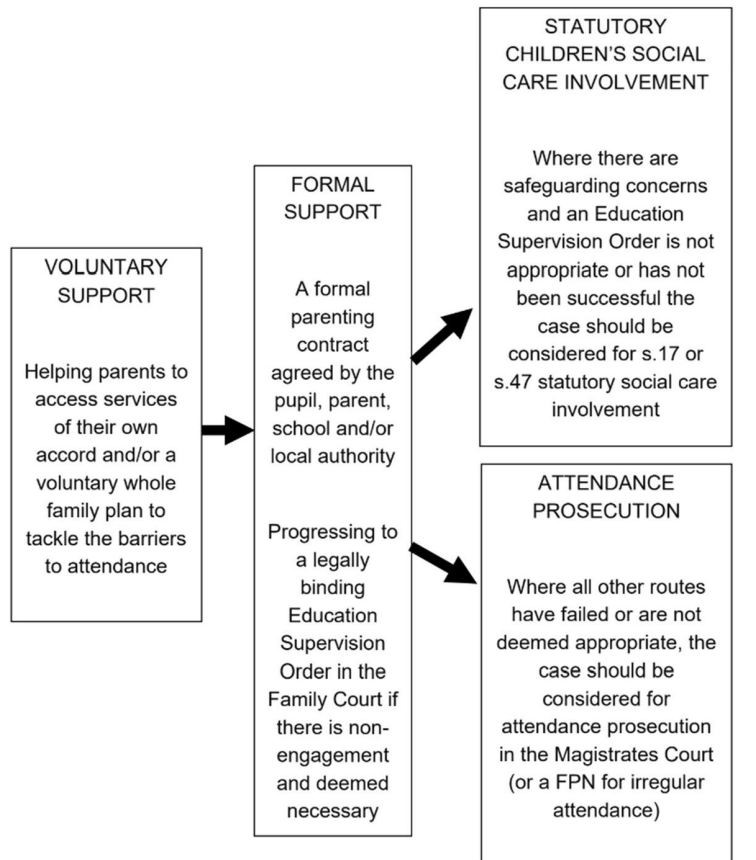 VOLUNTARY
SUPPORT
Helping parents to
access services
of their own
accord and/or a
voluntary whole
family plan to
tackle the barriers
to attendance
FORMAL
SUPPORT
A formal
parenting
contract
agreed by the
pupil, parent,
school and/or
local authority
Progressing to
a legally
binding
Education
Supervision
Order in the
Family Court if
there is non-
engagement
and deemed
necessary
STATUTORY
CHILDREN’S SOCIAL
CARE INVOLVEMENT
Where there are
safeguarding concerns
and an Education
Supervision Order is not
appropriate or has not
been successful the
case should be
considered for s.17 or
s.47 statutory social care
involvement
ATTENDANCE
PROSECUTION
Where all other routes
have failed or are not
deemed appropriate, the
case should be
considered for
attendance prosecution
in the Magistrates Court
(or a FPN for irregular
attendance)